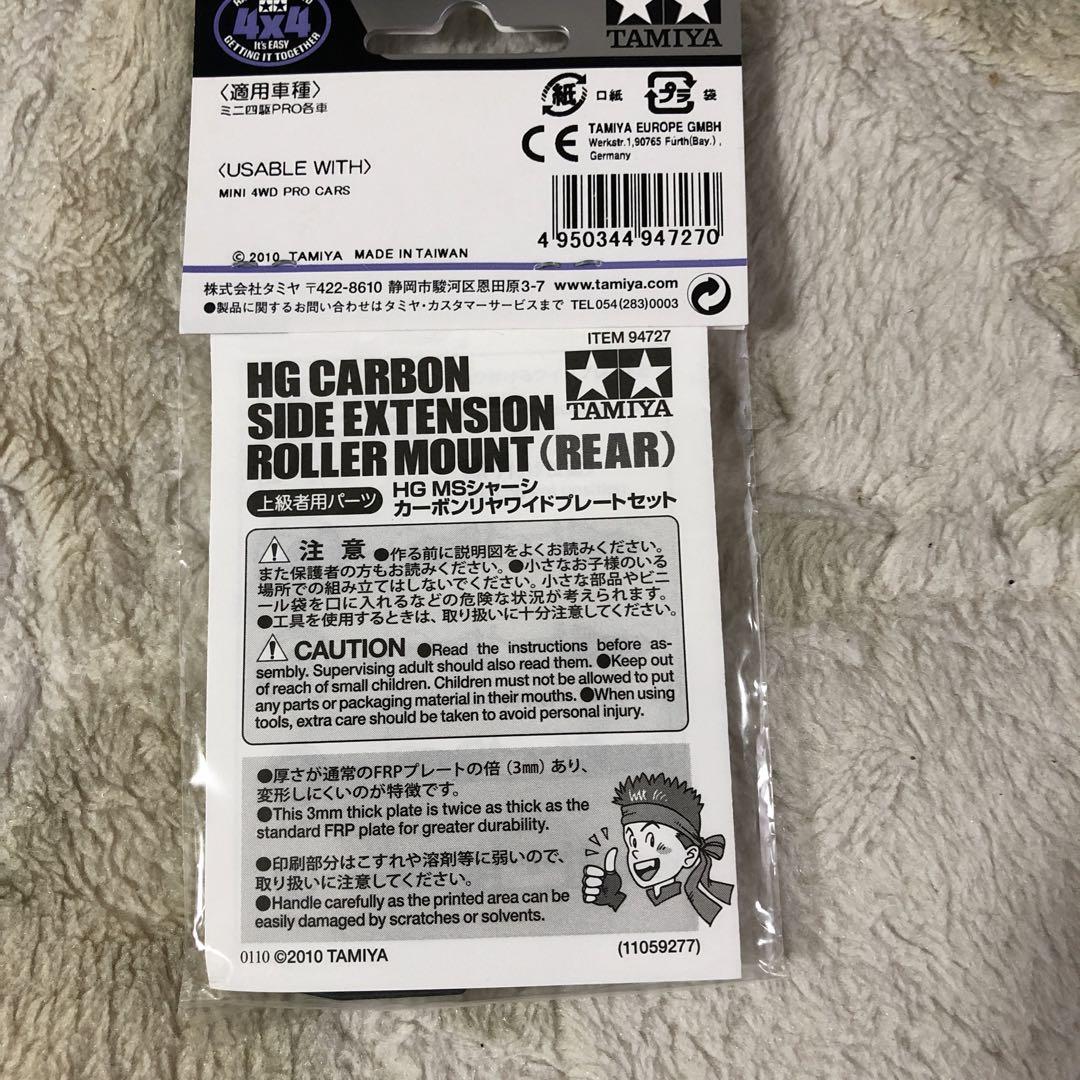 4x4
It's EASY
GETTING IT TOGETHER
TAMIYA
〈適用車種〉
ミニ四駆PRO各車
紙 口紙 プラ 袋
CE TAMIYA EUROPE GMBH
Werkstr.1,90765 Fürth(Bay.),
Germany
〈USABLE WITH〉
MINI 4WD PRO CARS
4 950344 947270
©2010 TAMIYA MADE IN TAIWAN
株式会社タミヤ 〒422-8610 静岡市駿河区恩田原3-7 www.tamiya.com
●製品に関するお問い合わせはタミヤ・カスタマーサービスまで TEL054(283)0003
ITEM 94727
HG CARBON
SIDE EXTENSION
ROLLER MOUNT (REAR)
TAMIYA
上級者用パーツ
HG MSシャーシ
カーボンリヤワイドプレートセット
注意 ●作る前に説明図をよくお読みください。
また保護者の方もお読みください。●小さなお子様のいる
場所での組み立てはしないでください。小さな部品やビニ
ール袋を口に入れるなどの危険な状況が考えられます。
●工具を使用するときは、取り扱いに十分注意してください。
CAUTION ●Read the instructions before as-
sembly. Supervising adult should also read them. ●Keep out
of reach of small children. Children must not be allowed to put
any parts or packaging material in their mouths. ●When using
tools, extra care should be taken to avoid personal injury.
●厚さが通常のFRPプレートの倍(3mm)あり、
変形しにくいのが特徴です。
●This 3mm thick plate is twice as thick as the
standard FRP plate for greater durability.
●印刷部分はこすれや溶剤等に弱いので、
取り扱いに注意してください。
●Handle carefully as the printed area can be
easily damaged by scratches or solvents.
0110 ©2010 TAMIYA
(11059277)